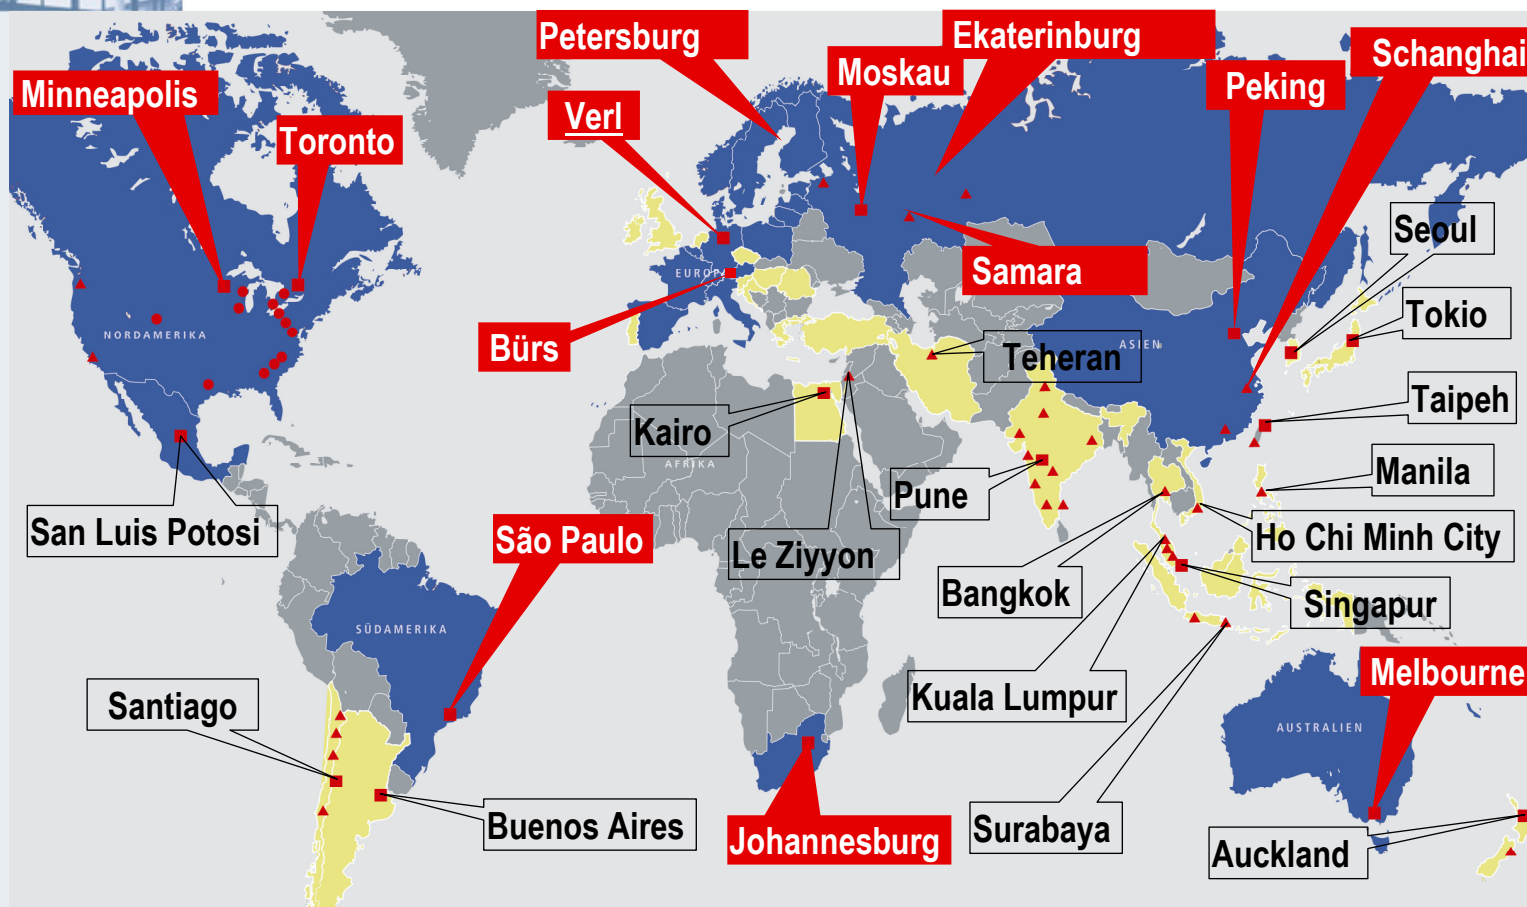 Petersburg
Ekaterinburg
Schanghai
Moskau
Peking
Minneapolis
Verl
Toronto
Seoul
Samara
EUROPA
Tokio
NORDAMERIKA
ASIEN
Bürs
Teheran
Taipeh
Kairo
AFRIKA
Manila
Pune
San Luis Potosi
São Paulo
Le Ziyyon
Ho Chi Minh City
Bangkok
Singapur
SÜDAMERIKA
Melbourne
Kuala Lumpur
Santiago
AUSTRALIEN
Buenos Aires
Surabaya
Johannesburg
Auckland